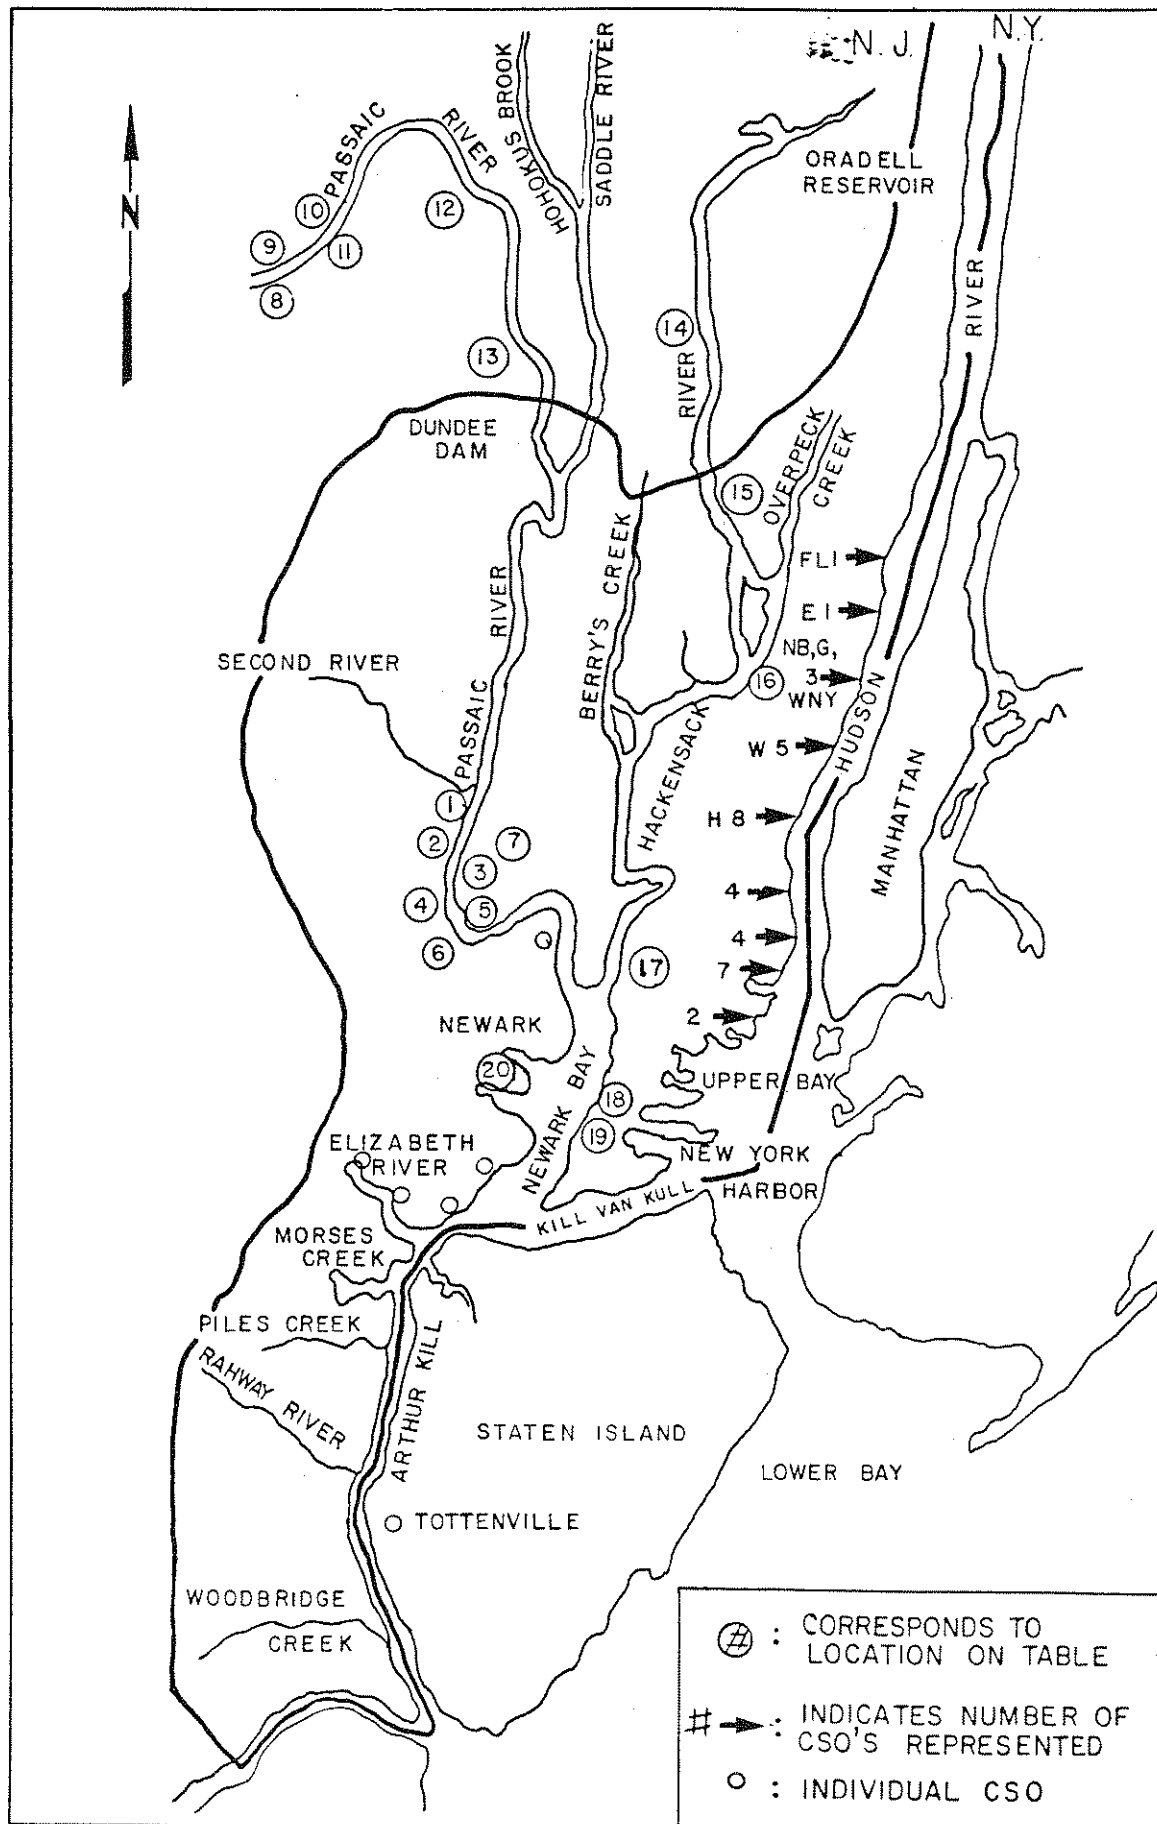 N. J.
N.Y.
HOHOKUS BROOK
SADDLE RIVER
PASSAIC
RIVER
ORADELL
RESERVOIR
N
10
12
9
11
8
RIVER
14
13
RIVER
DUNDEE
DAM
OVERPECK
CREEK
15
BERRY'S CREEK
FL1
E 1
RIVER
NB,G,
3
WNY
SECOND RIVER
16
HUDSON
PASSAIC
HACKENSACK
W 5
MANHATTAN
1
H 8
2
7
3
4
4
5
4
6
17
7
NEWARK
2
20
NEWARK BAY
UPPER BAY
18
19
ELIZABETH
RIVER
NEW YORK
HARBOR
KILL VAN KULL
MORSES
CREEK
PILES CREEK
RAHWAY RIVER
ARTHUR KILL
STATEN ISLAND
LOWER BAY
TOTTENVILLE
WOODBRIDGE
CREEK
# : CORRESPONDS TO
LOCATION ON TABLE
# : INDICATES NUMBER OF
CSO'S REPRESENTED
: INDIVIDUAL CSO